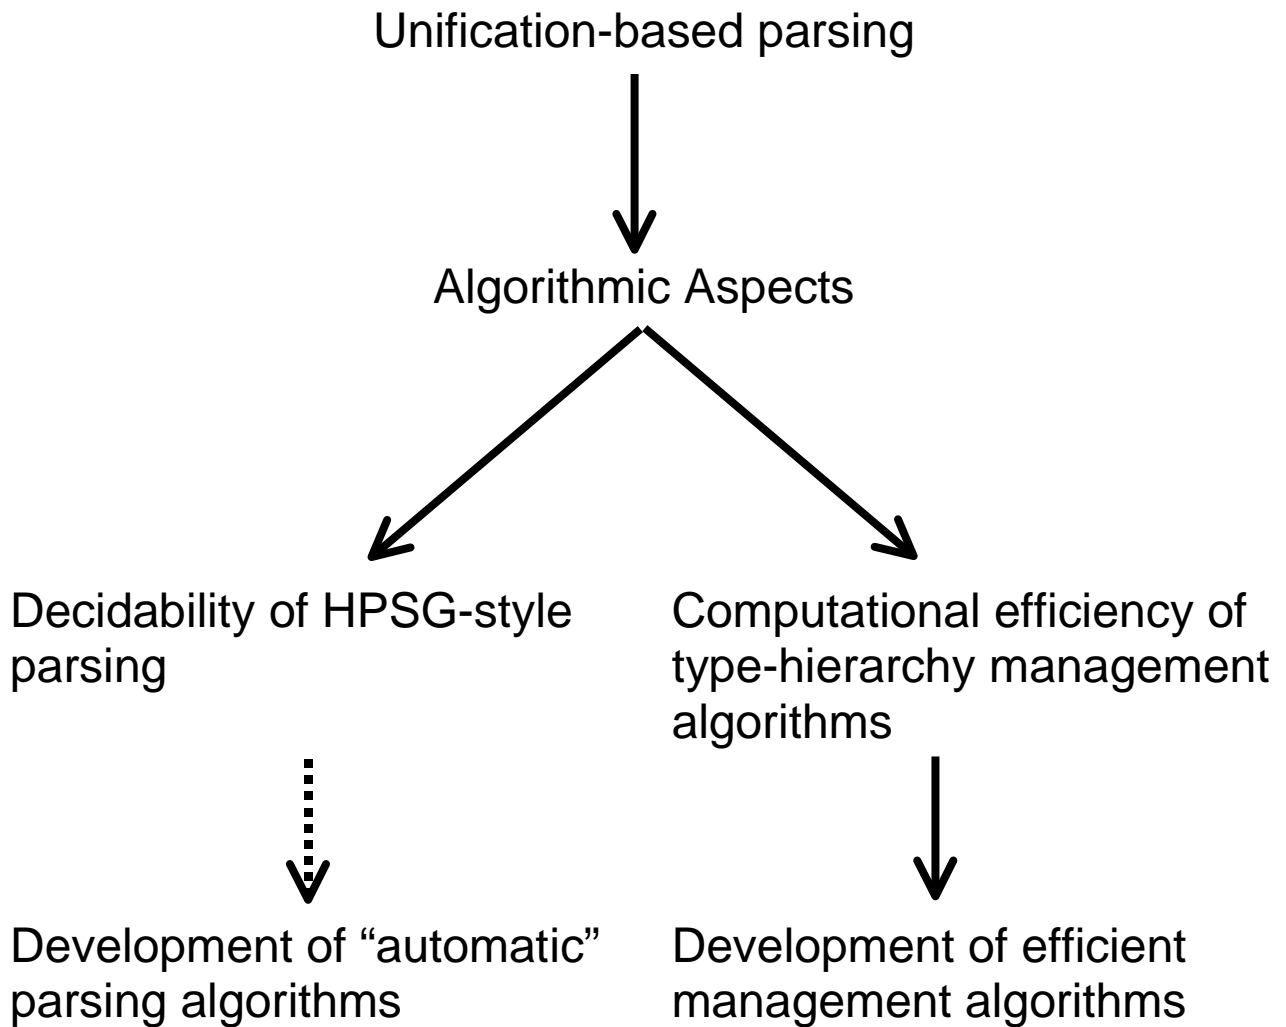 Unification-based parsing
Algorithmic Aspects
Decidability of HPSG-style
parsing
Computational efficiency of
type-hierarchy management
algorithms
Development of “automatic”
parsing algorithms
Development of efficient
management algorithms